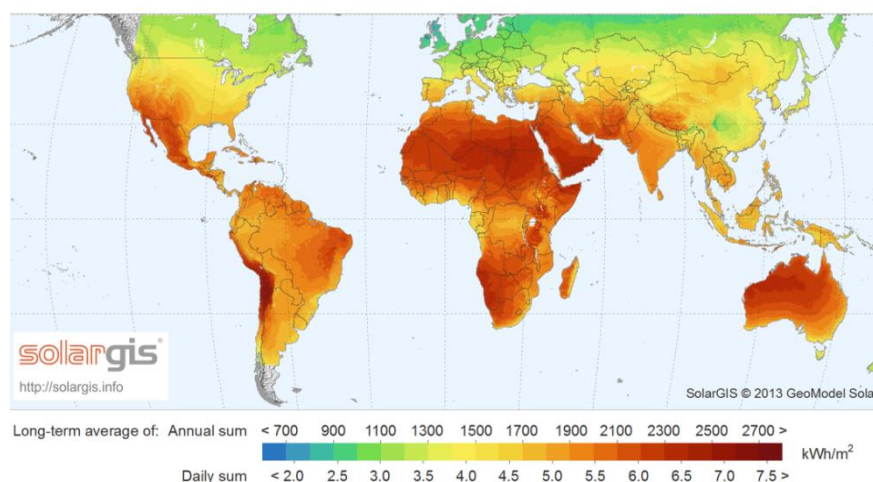 solargis
http://solargis.info
SolarGIS © 2013 GeoModel Sola
Long-term average of: Annual sum < 700 900 1100 1300 1500 1700 1900 2100 2300 2500 2700 >
kWh/m²
Daily sum < 2.0 2.5 3.0 3.5 4.0 4.5 5.0 5.5 6.0 6.5 7.0 7.5 >